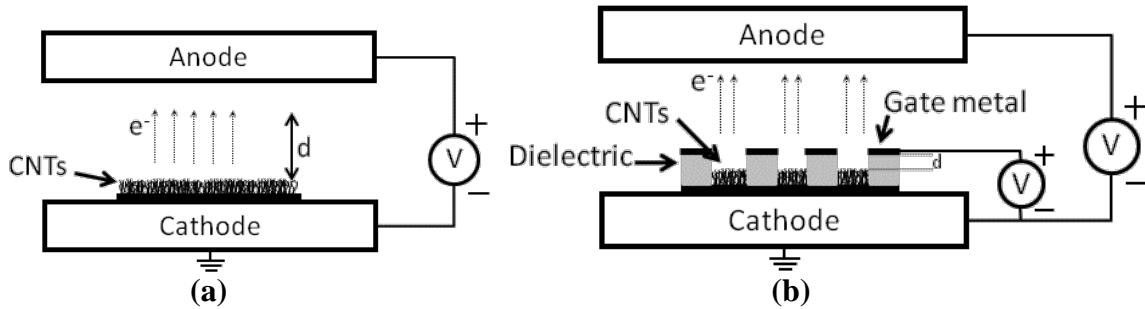 Anode
e-
d
CNTs
V
+
−
Cathode
(a)
Anode
e-
CNTs
Gate metal
Dielectric
d
V
+
−
V
+
−
Cathode
(b)